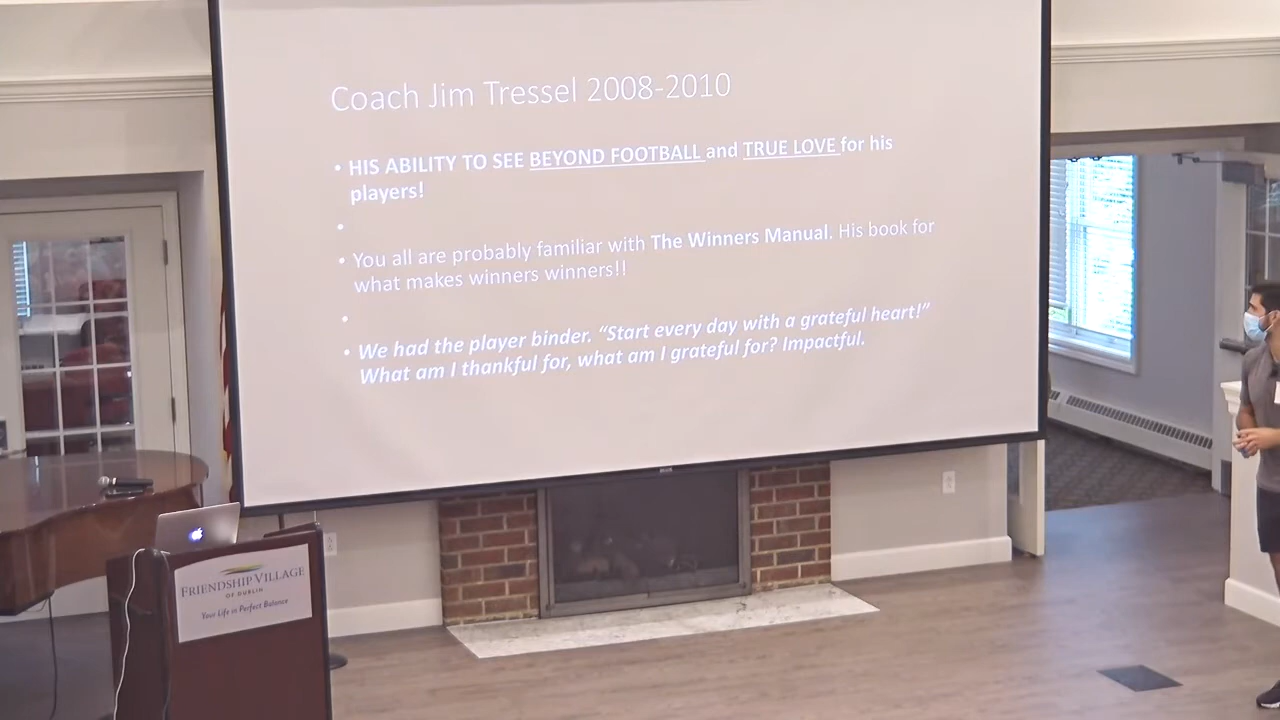 Coach Jim Tressel 2008-2010
• HIS ABILITY TO SEE BEYOND FOOTBALL and TRUE LOVE for his
players!
•
• You all are probably familiar with The Winners Manual. His book for
what makes winners winners!!
•
• We had the player binder. “Start every day with a grateful heart!”
What am I thankful for, what am I grateful for? Impactful.
FRIENDSHIP VILLAGE
OF DUBLIN
Your Life in Perfect Balance